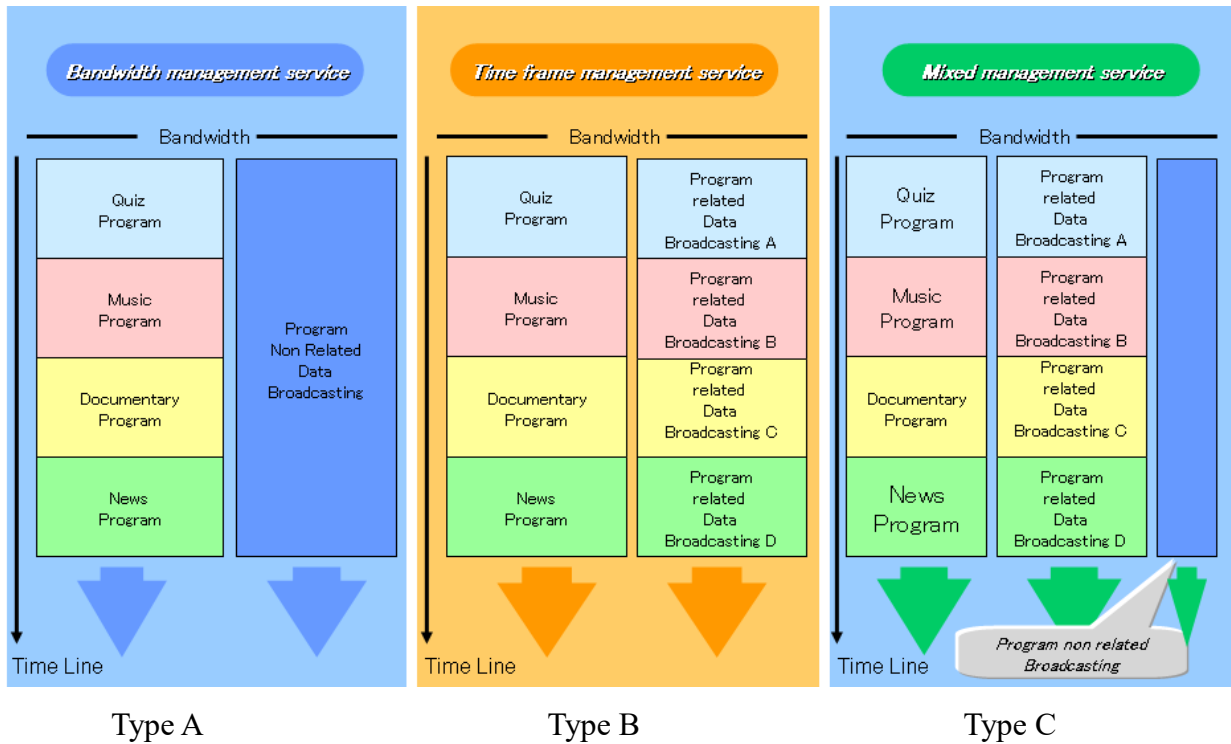 Bandwidth management service
Bandwidth
Quiz
Program
Music
Program
Documentary
Program
News
Program
Program
Non Related
Data
Broadcasting
Time Line
Type A
Time frame management service
Bandwidth
Quiz
Program
Music
Program
Documentary
Program
News
Program
Program
related
Data
Broadcasting A
Program
related
Data
Broadcasting B
Program
related
Data
Broadcasting C
Program
related
Data
Broadcasting D
Time Line
Type B
Mixed management service
Bandwidth
Quiz
Program
Music
Program
Documentary
Program
News
Program
Program
related
Data
Broadcasting A
Program
related
Data
Broadcasting B
Program
related
Data
Broadcasting C
Program
related
Data
Broadcasting D
Program non related
Broadcasting
Time Line
Type C